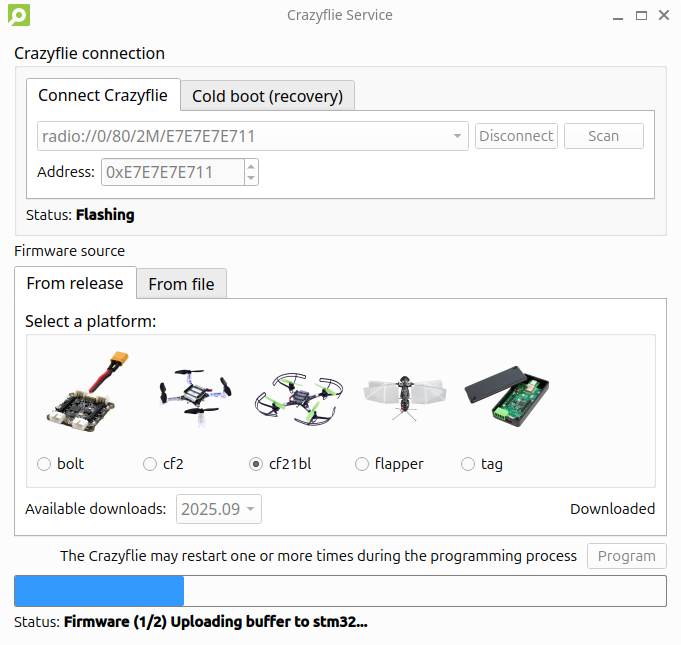 Crazyflie Service
Crazyflie connection
Connect Crazyflie
Cold boot (recovery)
radio://0/80/2M/E7E7E7E711
Disconnect
Scan
Address:
0xE7E7E7E711
Status: Flashing
Firmware source
From release
From file
Select a platform:
bolt
cf2
cf21bl
flapper
tag
Available downloads:
2025.09
Downloaded
The Crazyflie may restart one or more times during the programming process
Program
Status: Firmware (1/2) Uploading buffer to stm32...